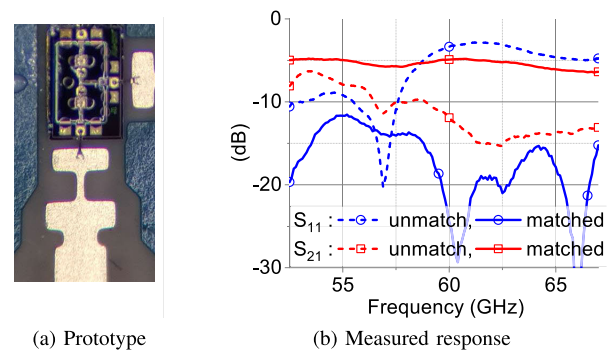 0
-10
-20
-30
(dB)
S11 : unmatch, matched
S21 : unmatch, matched
55 60 65
Frequency (GHz)
(a) Prototype
(b) Measured response